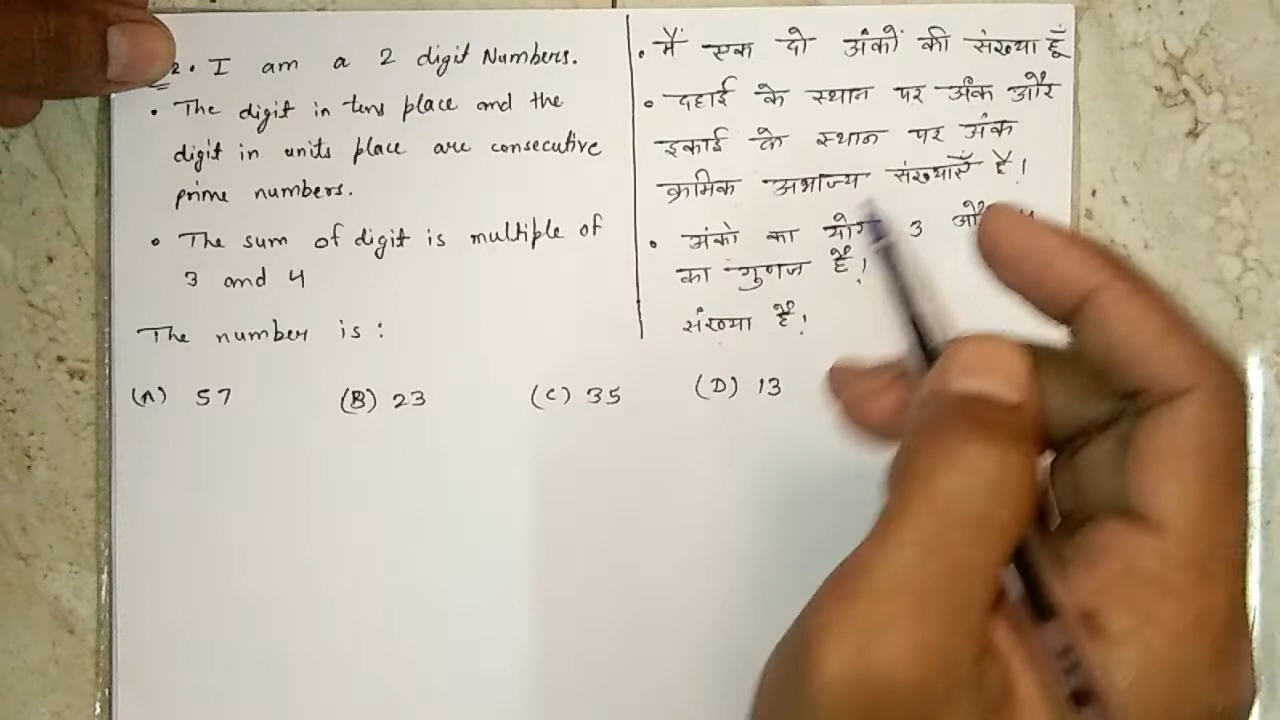 2. I am a 2 digit Numbers.
• The digit in tens place and the
digit in units place are consecutive
prime numbers.
• The sum of digit is multiple of
3 and 4
The number is :
(A) 57 (B) 23 (C) 35 (D) 13
• मैं एक दो अंकों की संख्या हूँ
• दहाई के स्थान पर अंक और
इकाई के स्थान पर अंक
क्रमिक अभाज्य संख्याएँ है।
• अंको का योग 3 और 4
का गुणज है।
संख्या है।